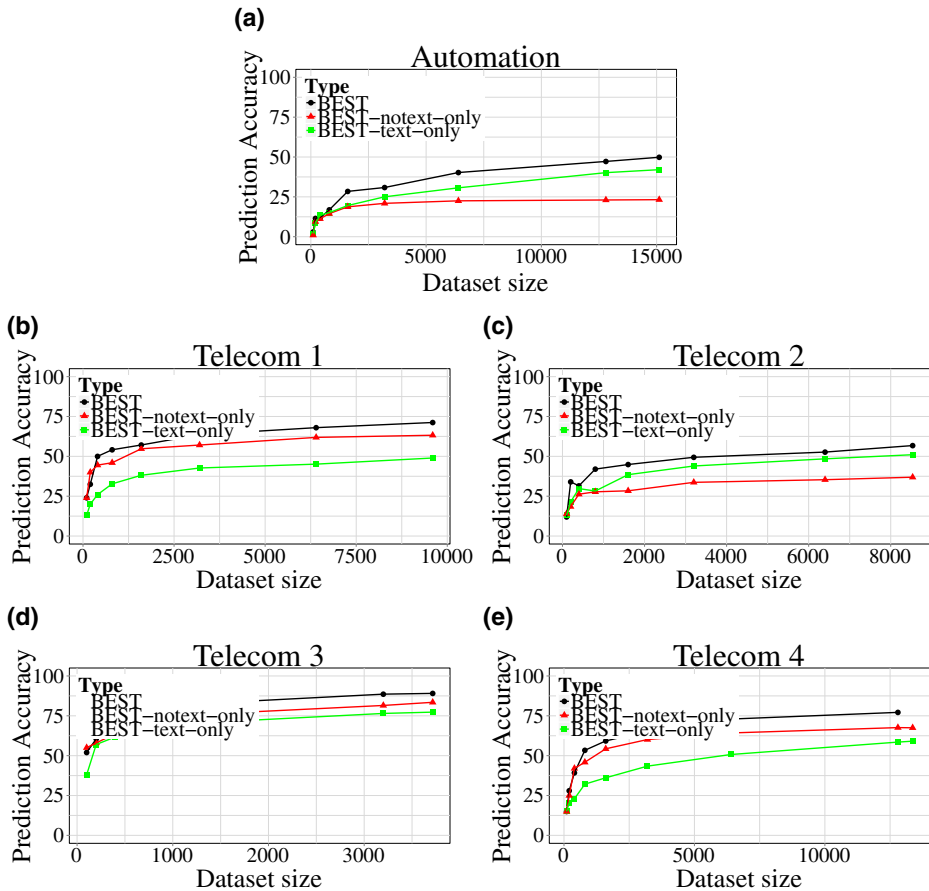 (a)
Automation
Prediction Accuracy
100
75
50
25
0
Type
BEST
BEST-notext-only
BEST-text-only
0
5000
10000
15000
Dataset size
(b)
Telecom 1
Prediction Accuracy
100
75
50
25
0
Type
BEST
BEST-notext-only
BEST-text-only
0
2500
5000
7500
10000
Dataset size
(c)
Telecom 2
Prediction Accuracy
100
75
50
25
0
Type
BEST
BEST-notext-only
BEST-text-only
0
2000
4000
6000
8000
Dataset size
(d)
Telecom 3
Prediction Accuracy
100
75
50
25
0
Type
BEST
BEST-notext-only
BEST-text-only
0
1000
2000
3000
Dataset size
(e)
Telecom 4
Prediction Accuracy
100
75
50
25
0
Type
BEST
BEST-notext-only
BEST-text-only
0
5000
10000
Dataset size